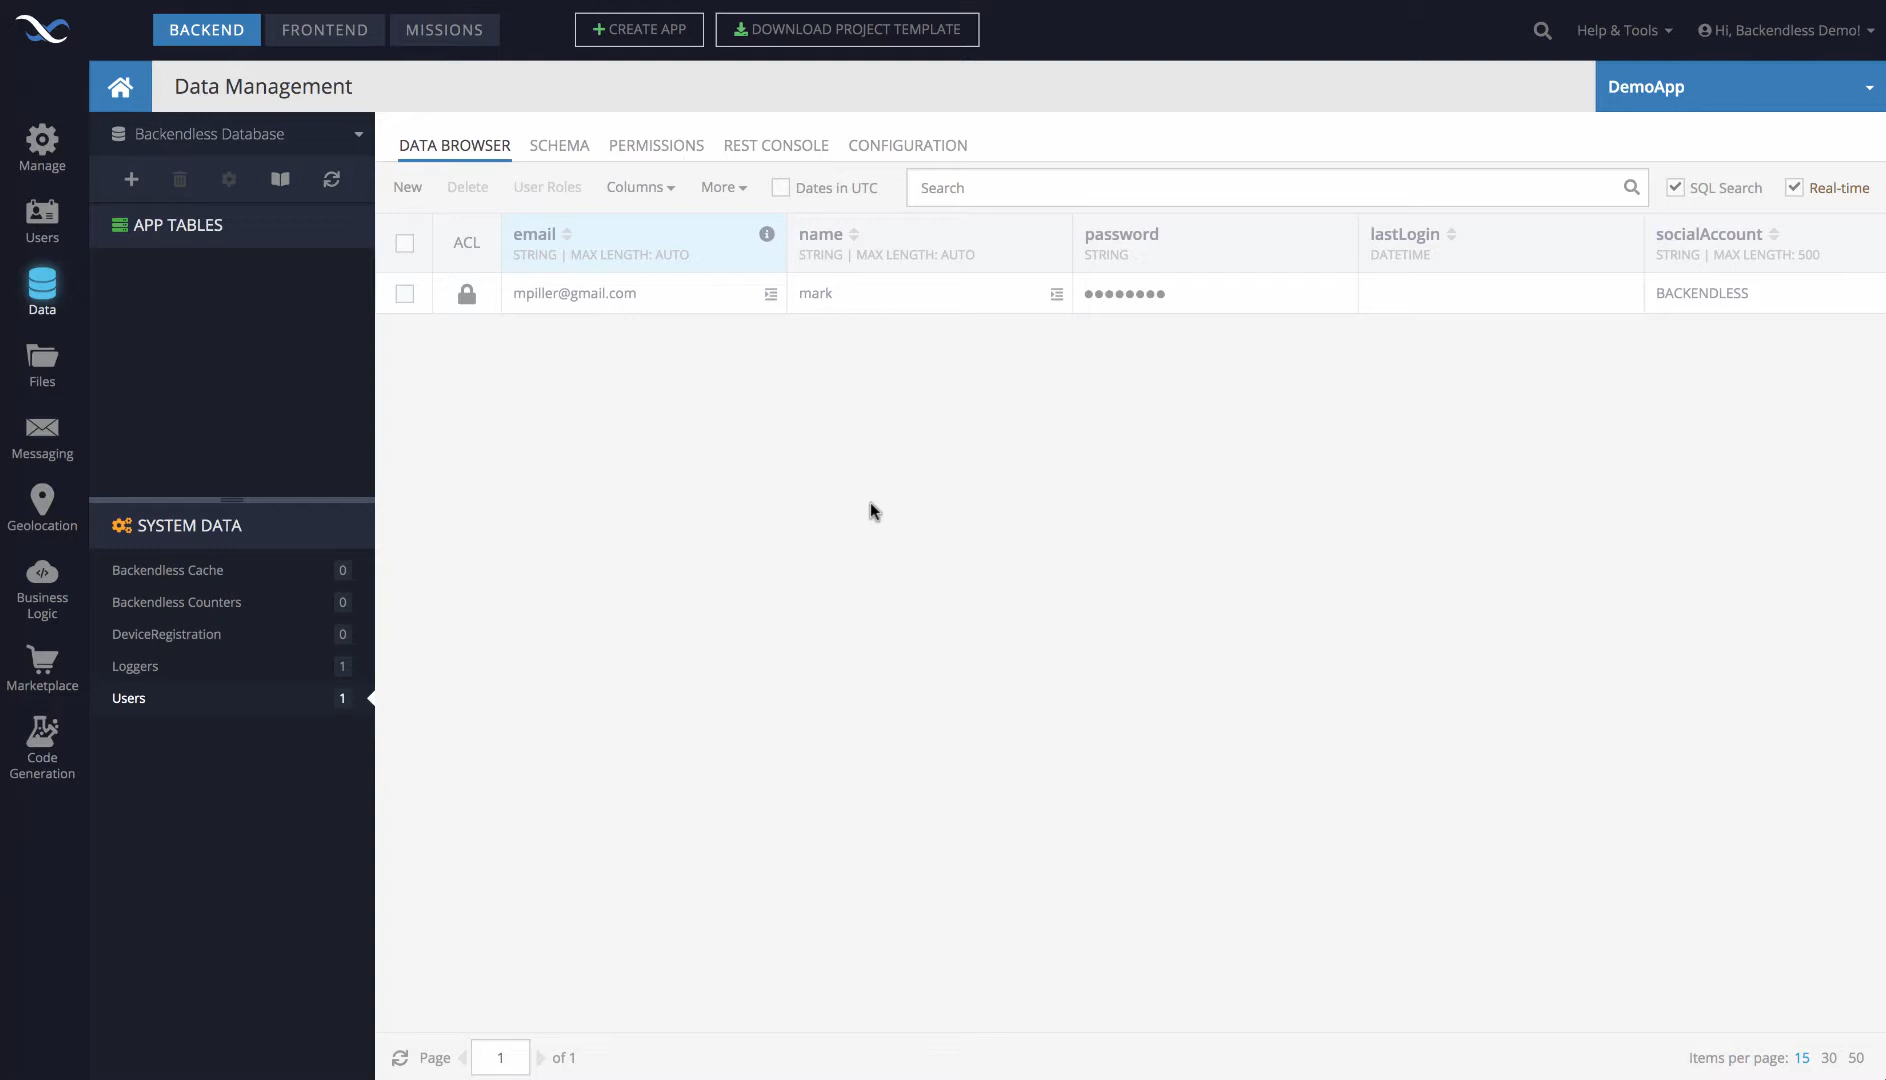 BACKEND FRONTEND MISSIONS CREATE APP DOWNLOAD PROJECT TEMPLATE Help & Tools Hi, Backendless Demo!
Data Management DemoApp
Manage
Users
Data
Files
Messaging
Geolocation
Business
Logic
Marketplace
Code
Generation
Backendless Database
APP TABLES
SYSTEM DATA
Backendless Cache 0
Backendless Counters 0
DeviceRegistration 0
Loggers 1
Users 1
DATA BROWSER SCHEMA PERMISSIONS REST CONSOLE CONFIGURATION
New Delete User Roles Columns More Dates in UTC Search SQL Search Real-time
ACL email name password lastLogin socialAccount
STRING | MAX LENGTH: AUTO STRING | MAX LENGTH: AUTO STRING DATETIME STRING | MAX LENGTH: 500
mpiller@gmail.com mark ●●●●●●●● BACKENDLESS
Page 1 of 1 Items per page: 15 30 50